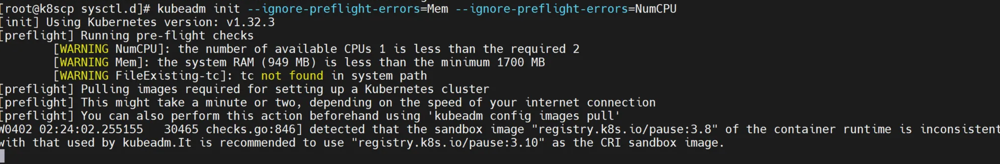 [root@k8scp sysctl.d]# kubeadm init --ignore-preflight-errors=Mem --ignore-preflight-errors=NumCPU
[init] Using Kubernetes version: v1.32.3
[preflight] Running pre-flight checks
[WARNING NumCPU]: the number of available CPUs 1 is less than the required 2
[WARNING Mem]: the system RAM (949 MB) is less than the minimum 1700 MB
[WARNING FileExisting-tc]: tc not found in system path
[preflight] Pulling images required for setting up a Kubernetes cluster
[preflight] This might take a minute or two, depending on the speed of your internet connection
[preflight] You can also perform this action beforehand using 'kubeadm config images pull'
W0402 02:24:02.255155   30465 checks.go:846] detected that the sandbox image "registry.k8s.io/pause:3.8" of the container runtime is inconsistent
with that used by kubeadm.It is recommended to use "registry.k8s.io/pause:3.10" as the CRI sandbox image.